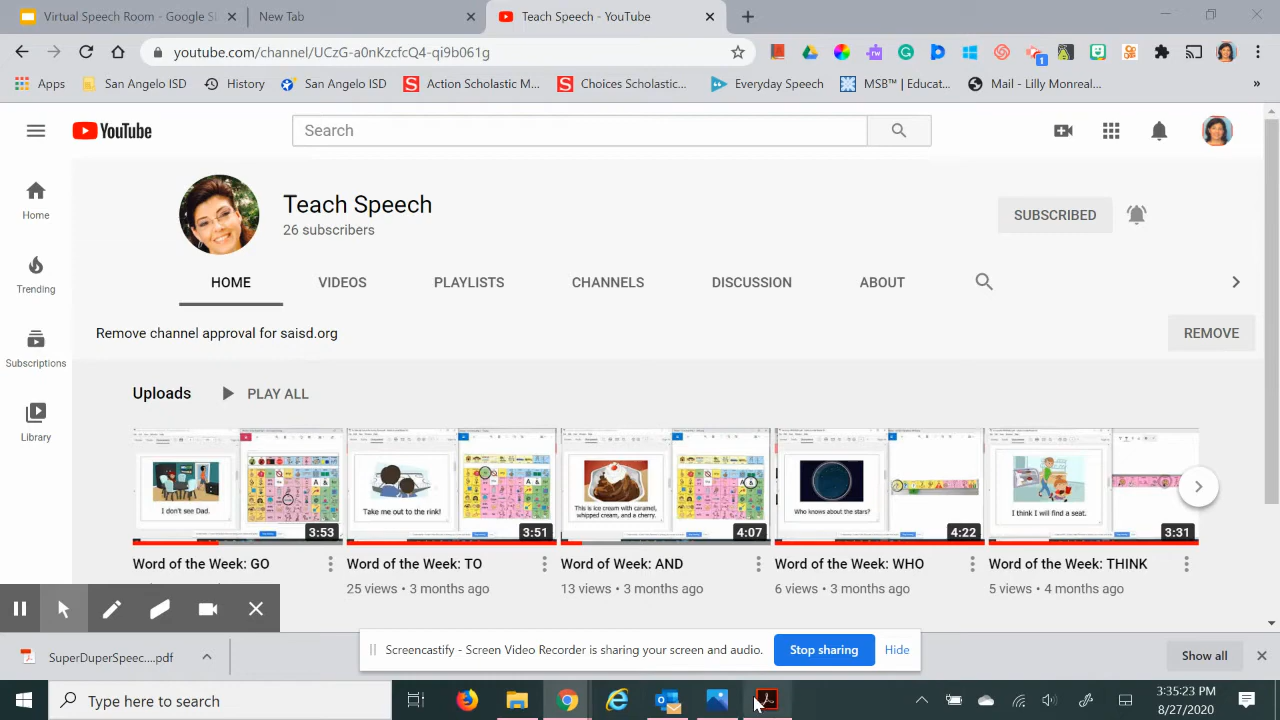 Virtual Speech Room - Google Sl
New Tab
Teach Speech - YouTube
youtube.com/channel/UCzG-a0nKzcfcQ4-qi9b061g
Apps
San Angelo ISD
History
San Angelo ISD
Action Scholastic M...
Choices Scholastic...
Everyday Speech
MSB™ | Educat...
Mail - Lilly Monreal...
YouTube
Search
Home
Trending
Subscriptions
Library
Teach Speech
26 subscribers
SUBSCRIBED
HOME
VIDEOS
PLAYLISTS
CHANNELS
DISCUSSION
ABOUT
Remove channel approval for saisd.org
REMOVE
Uploads
PLAY ALL
I don't see Dad.
3:53
Take me out to the rink!
3:51
This is ice cream with caramel,
whipped cream, and a cherry.
4:07
Who knows about the stars?
4:22
I think I will find a seat.
3:31
Word of the Week: GO
Word of the Week: TO
25 views • 3 months ago
Word of Week: AND
13 views • 3 months ago
Word of the Week: WHO
6 views • 3 months ago
Word of the Week: THINK
5 views • 4 months ago
Screencastify - Screen Video Recorder is sharing your screen and audio.
Stop sharing
Hide
SuperDuperSpeec....pdf
Show all
Type here to search
3:35:23 PM
8/27/2020